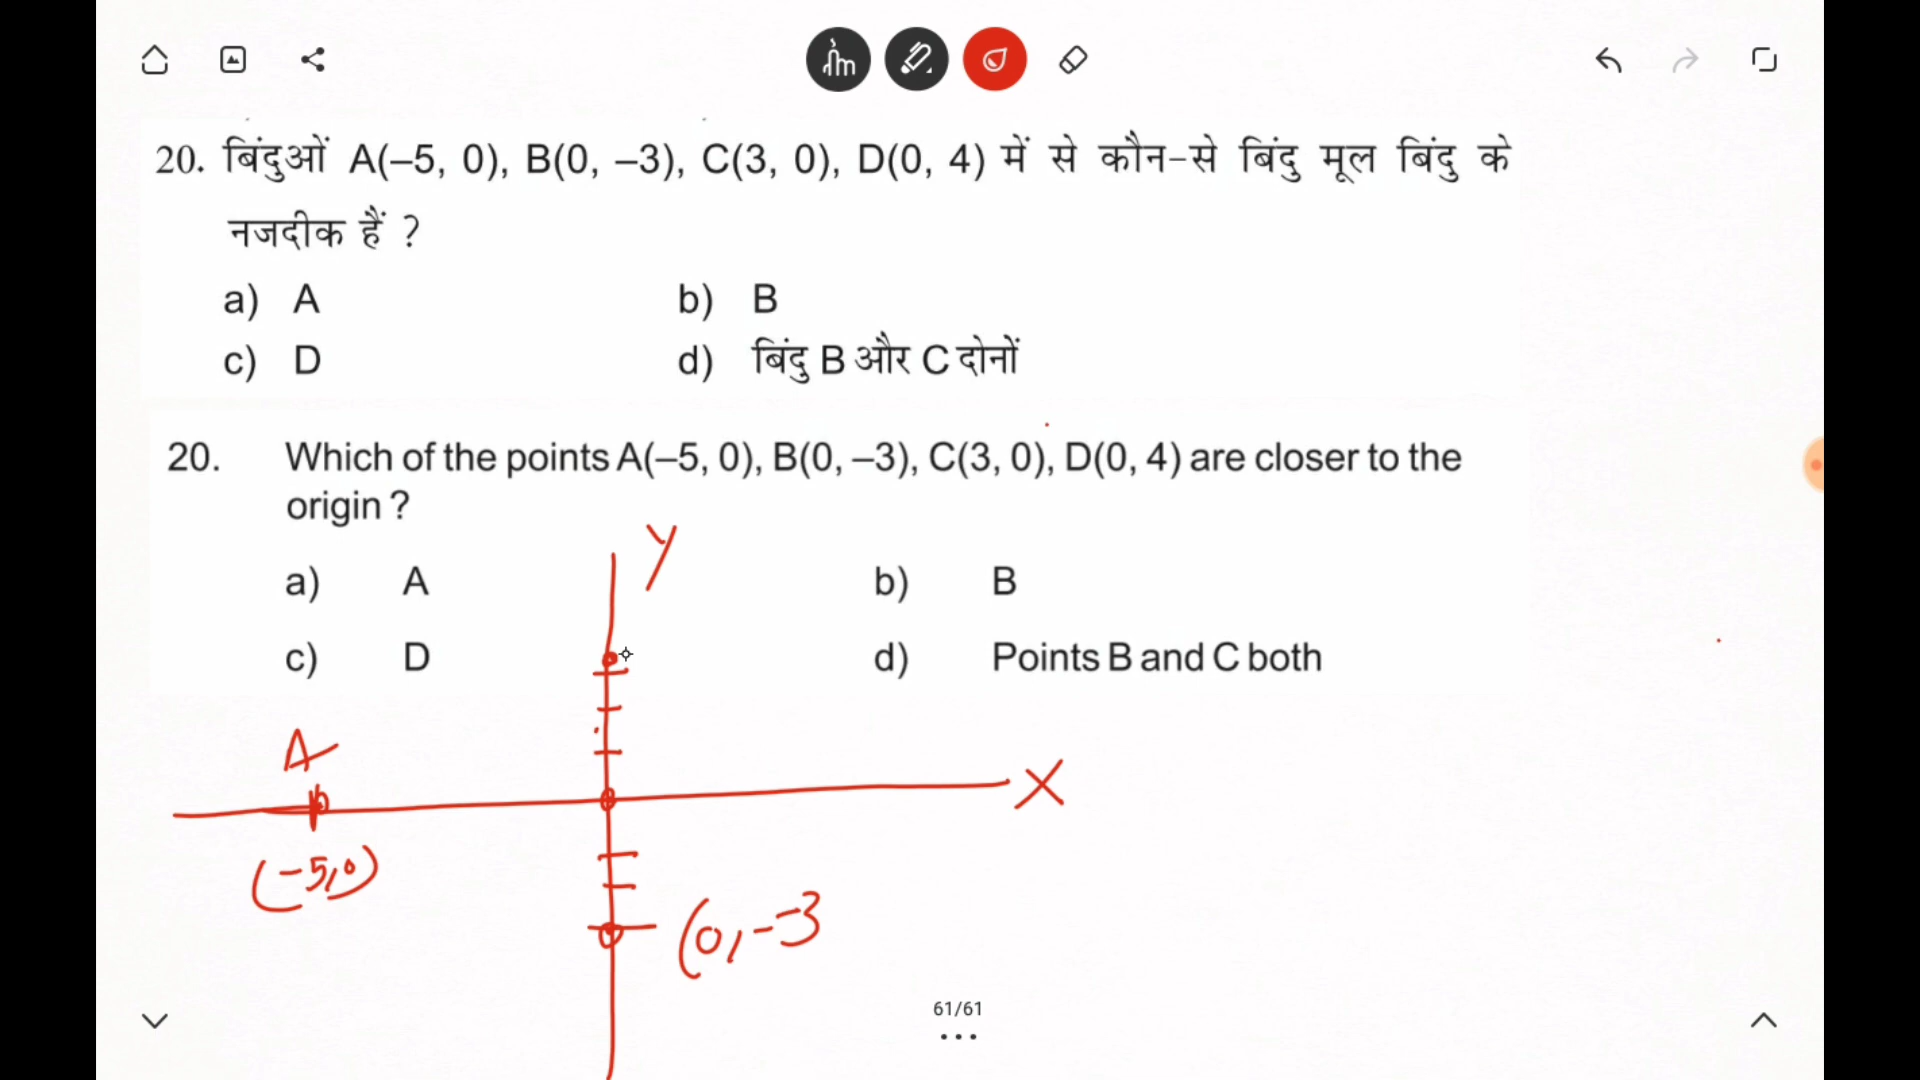 20. बिंदुओं A(–5, 0), B(0, –3), C(3, 0), D(0, 4) में से कौन-से बिंदु मूल बिंदु के
नजदीक हैं ?
a) A b) B
c) D d) बिंदु B और C दोनों
20. Which of the points A(–5, 0), B(0, –3), C(3, 0), D(0, 4) are closer to the
origin ?
a) A b) B
c) D d) Points B and C both
Y
A
X
(-5,0)
(0,-3
61/61